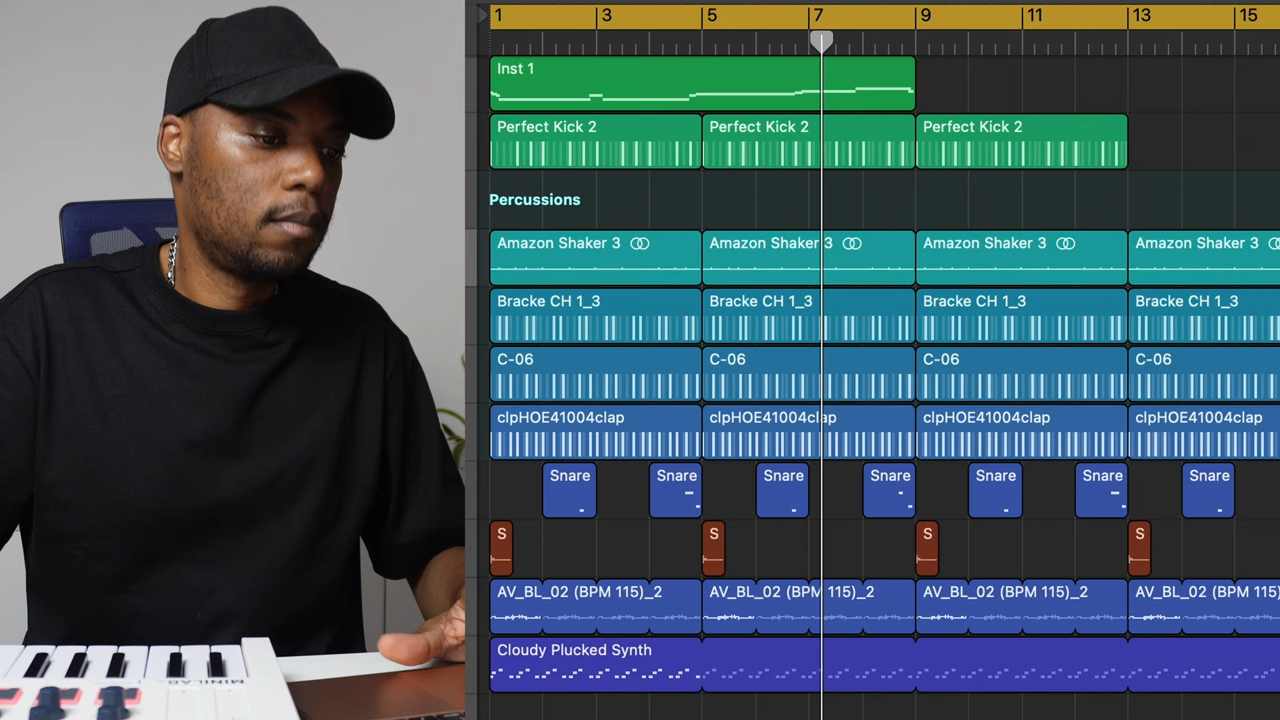 1 3 5 7 9 11 13 15
Inst 1
Perfect Kick 2 Perfect Kick 2 Perfect Kick 2
Percussions
Amazon Shaker 3 Amazon Shaker 3 Amazon Shaker 3 Amazon Shaker 3
Bracke CH 1_3 Bracke CH 1_3 Bracke CH 1_3 Bracke CH 1_3
C-06 C-06 C-06 C-06
clpHOE41004clap clpHOE41004clap clpHOE41004clap clpHOE41004clap
Snare Snare Snare Snare Snare Snare Snare
S S S S
AV_BL_02 (BPM 115)_2 AV_BL_02 (BPM 115)_2 AV_BL_02 (BPM 115)_2 AV_BL_02 (BPM 115)
Cloudy Plucked Synth
MINILAB